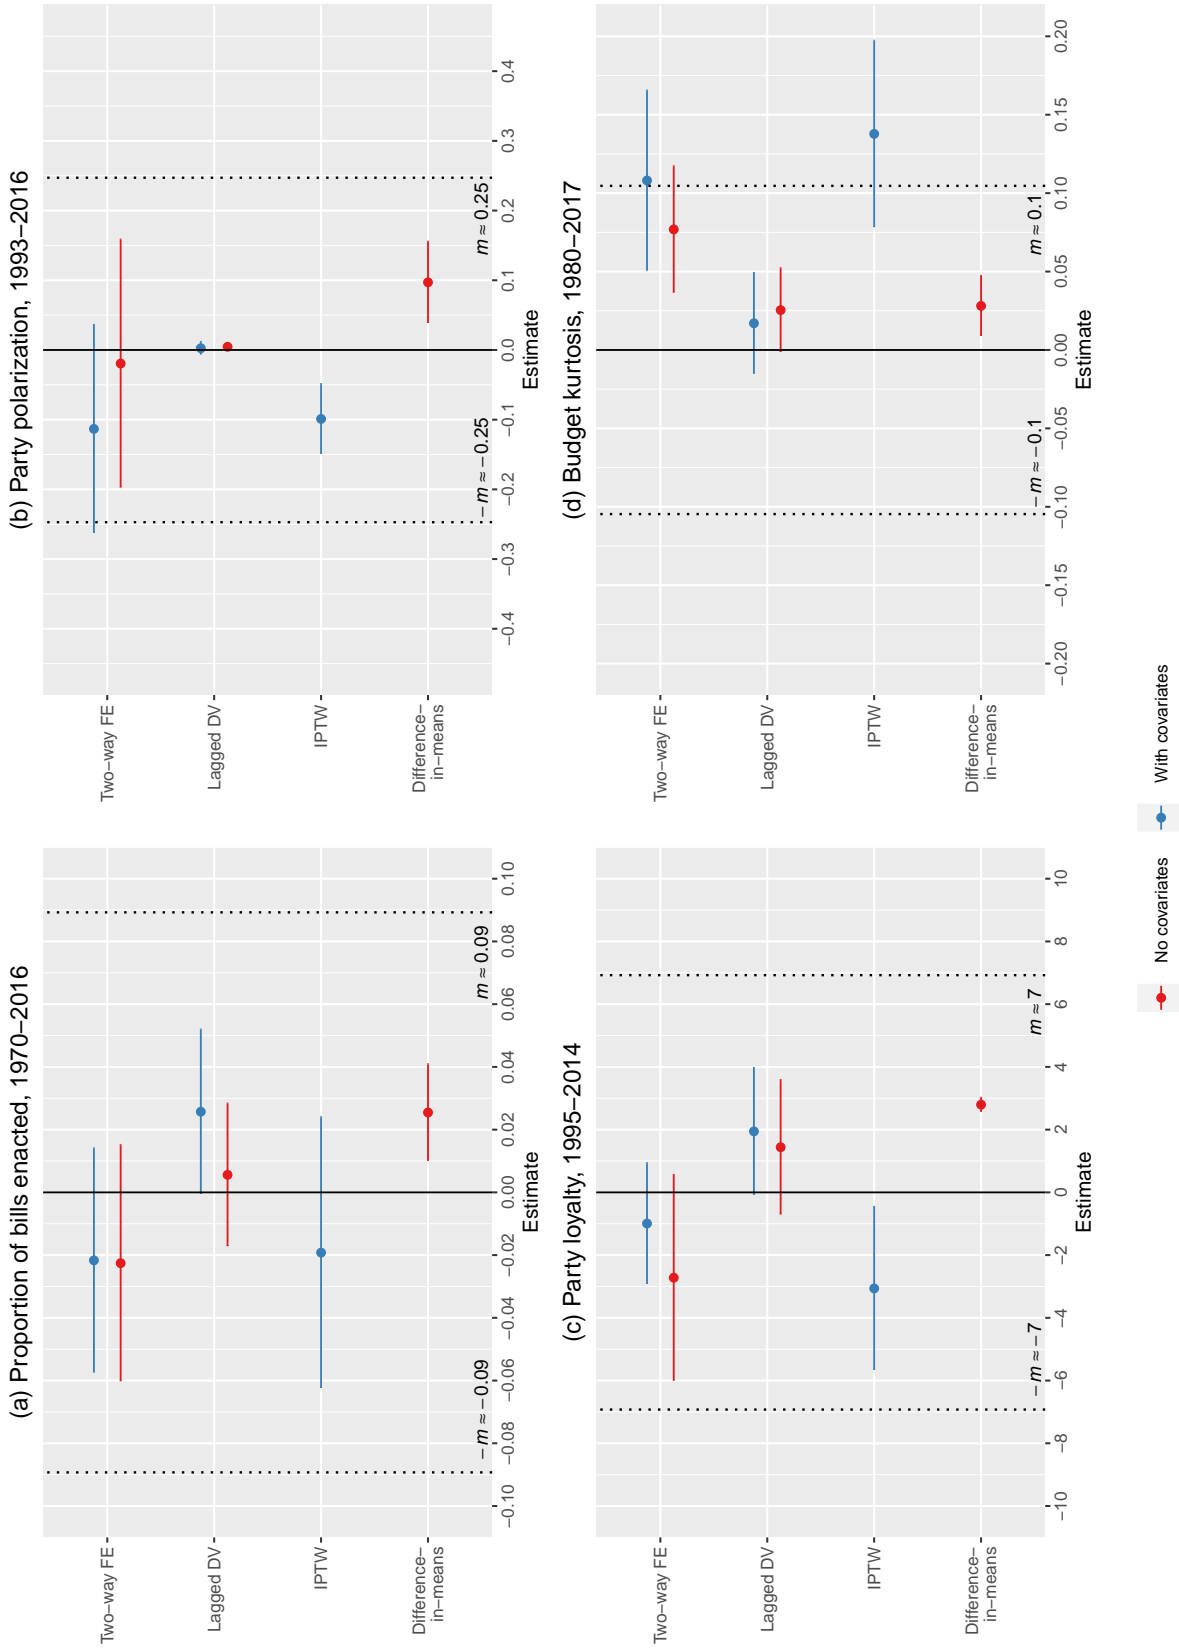 (a) Proportion of bills enacted, 1970−2016
Two−way FE
Lagged DV
IPTW
Difference−
in−means
−m ≈ −0.09
m ≈ 0.09
−0.10 −0.08 −0.06 −0.04 −0.02 0.00 0.02 0.04 0.06 0.08 0.10
Estimate
(b) Party polarization, 1993−2016
Two−way FE
Lagged DV
IPTW
Difference−
in−means
−m ≈ −0.25
m ≈ 0.25
−0.4 −0.3 −0.2 −0.1 0.0 0.1 0.2 0.3 0.4
Estimate
(c) Party loyalty, 1995−2014
Two−way FE
Lagged DV
IPTW
Difference−
in−means
−m ≈ −7
m ≈ 7
−10 −8 −6 −4 −2 0 2 4 6 8 10
Estimate
(d) Budget kurtosis, 1980−2017
Two−way FE
Lagged DV
IPTW
Difference−
in−means
−m ≈ −0.1
m ≈ 0.1
−0.20 −0.15 −0.10 −0.05 0.00 0.05 0.10 0.15 0.20
Estimate
No covariates With covariates